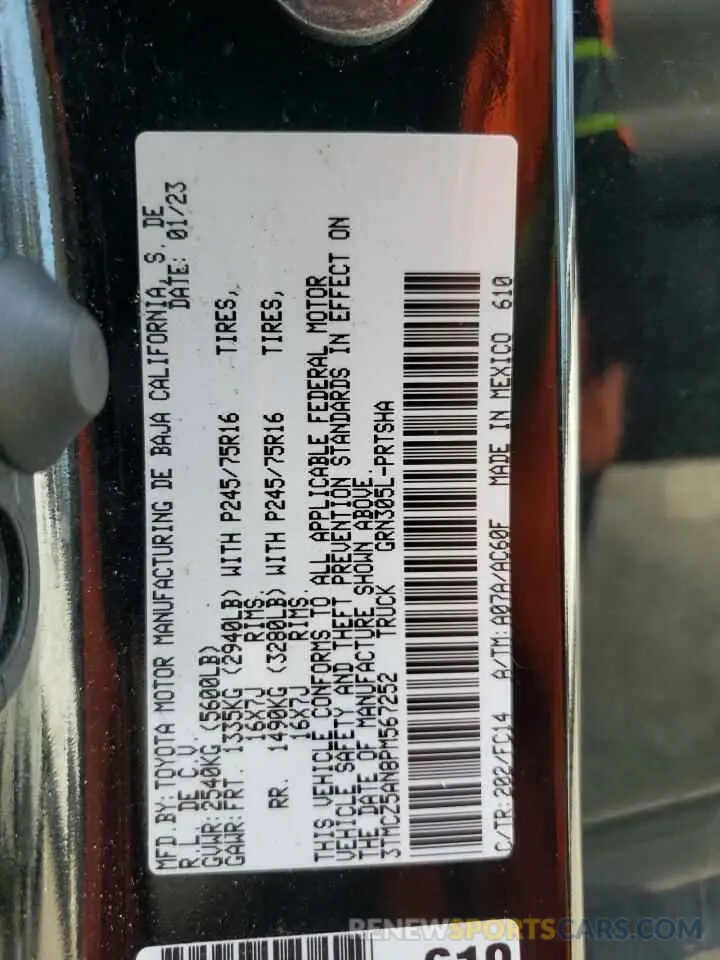 MFD.BY:TOYOTA MOTOR MANUFACTURING DE BAJA CALIFORNIA, S. DE
R.L. DE C.V. DATE: 01/23
GVWR:2540KG (5600LB)
GAWR:FRT. 1335KG (2940LB) WITH P245/75R16 TIRES,
16X7J RIMS.
RR. 1490KG (3280LB) WITH P245/75R16 TIRES,
16X7J RIMS.
THIS VEHICLE CONFORMS TO ALL APPLICABLE FEDERAL MOTOR
VEHICLE SAFETY AND THEFT PREVENTION STANDARDS IN EFFECT ON
THE DATE OF MANUFACTURE SHOWN ABOVE.
3TMCZ5AN8PM567252 TRUCK GRN305L-PRTSHA
C/TR:202/FC14 A/TM:A07A/AC60F MADE IN MEXICO 610
610
RENEWSPORTSCARS.COM